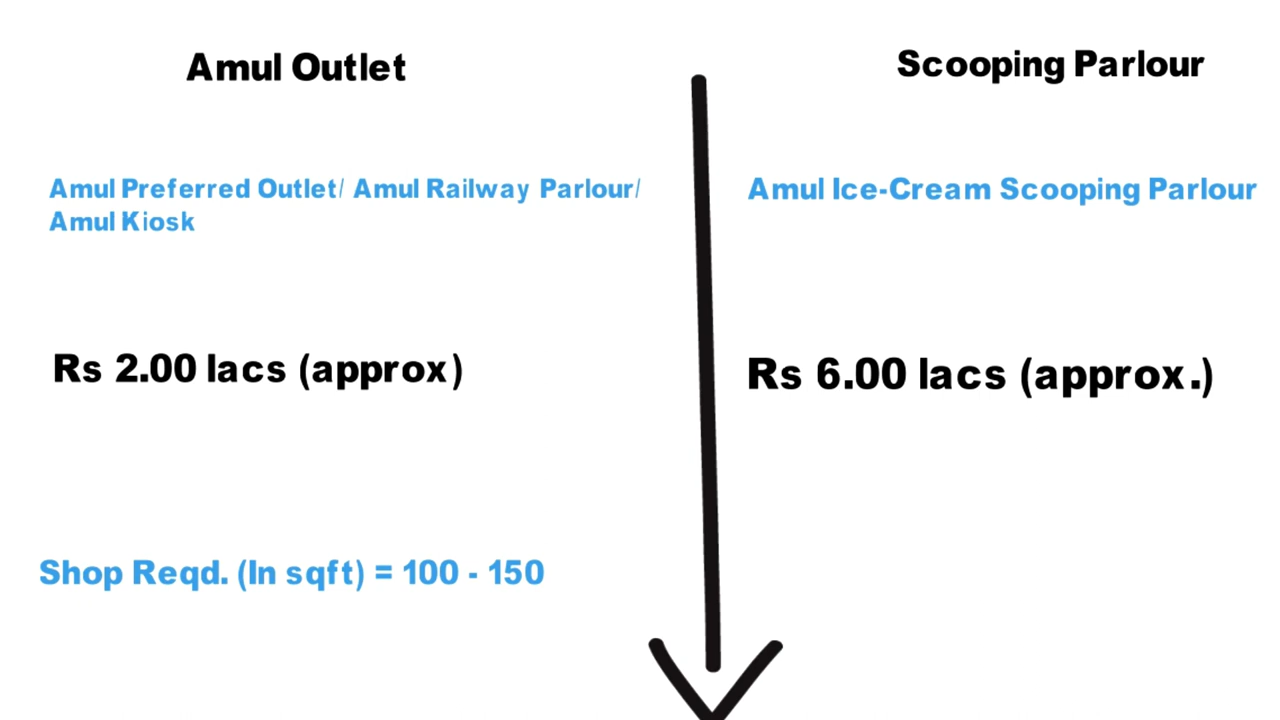 Amul Outlet
Scooping Parlour
Amul Preferred Outlet/ Amul Railway Parlour/
Amul Kiosk
Amul Ice-Cream Scooping Parlour
Rs 2.00 lacs (approx)
Rs 6.00 lacs (approx.)
Shop Reqd. (In sqft) = 100 - 150